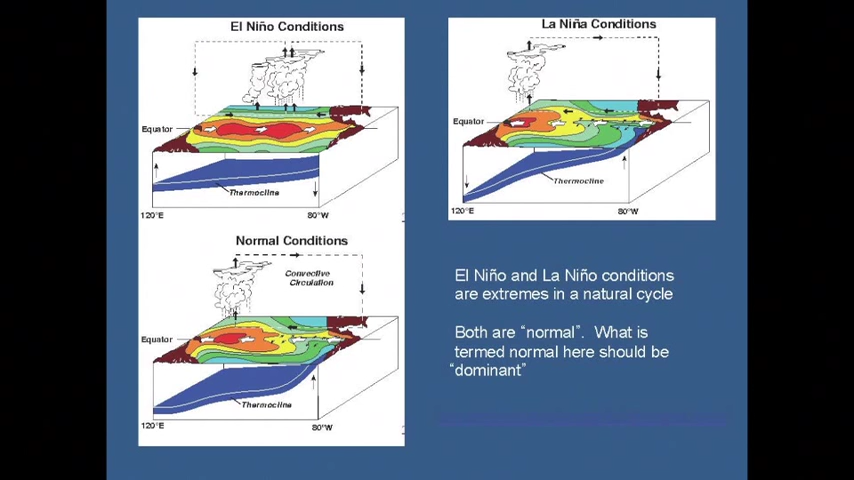 El Niño Conditions
Equator
Thermocline
120°E
80°W
La Niña Conditions
Equator
Thermocline
120°E
80°W
Normal Conditions
Convective
Circulation
Equator
Thermocline
120°E
80°W
El Niño and La Niño conditions
are extremes in a natural cycle
Both are “normal”. What is
termed normal here should be
“dominant”